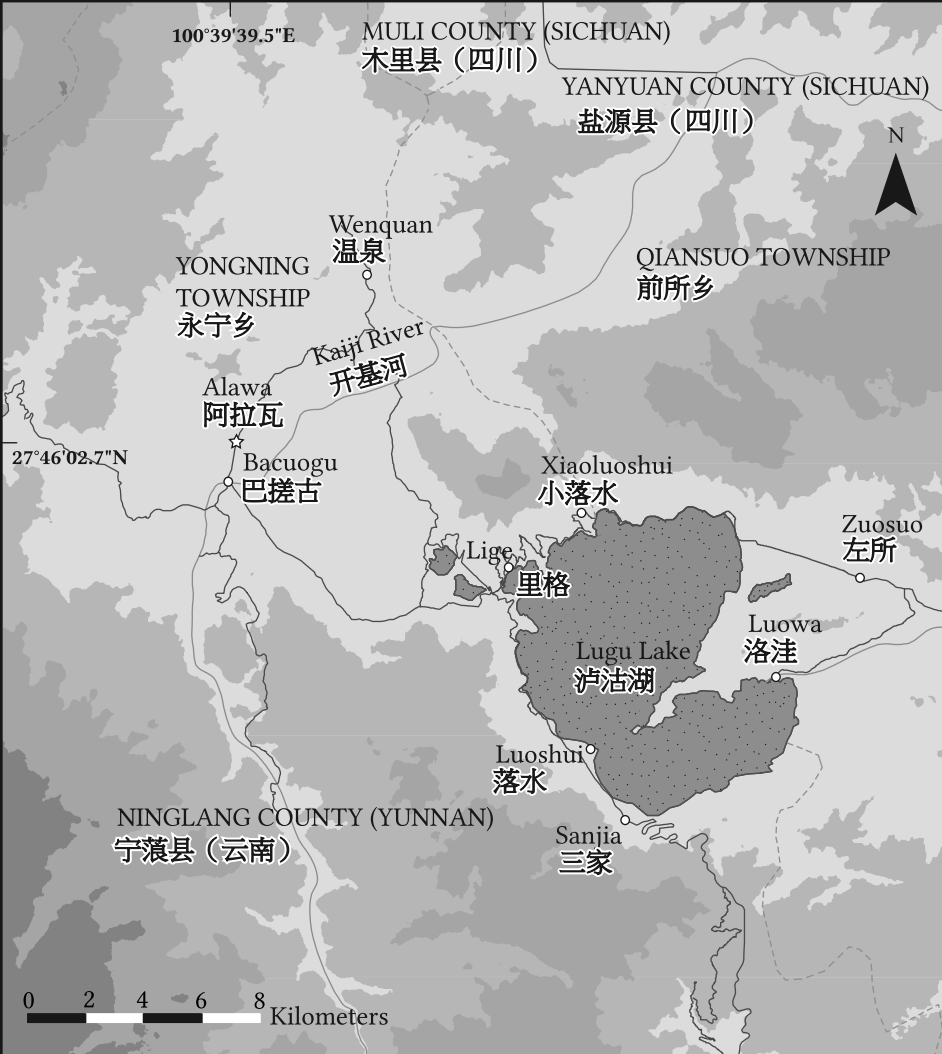 100°39'39.5"E
MULI COUNTY (SICHUAN)
木里县（四川）
YANYUAN COUNTY (SICHUAN)
盐源县（四川）
N
Wenquan
温泉
YONGNING
TOWNSHIP
永宁乡
QIANSUO TOWNSHIP
前所乡
Kaiji River
开基河
Alawa
阿拉瓦
27°46'02.7"N
Bacuogu
巴搓古
Xiaoluoshui
小落水
Zuosuo
左所
Lige
里格
Luowa
洛洼
Lugu Lake
泸沽湖
Luoshui
落水
NINGLANG COUNTY (YUNNAN)
宁蒗县（云南）
Sanjia
三家
0 2 4 6 8
Kilometers